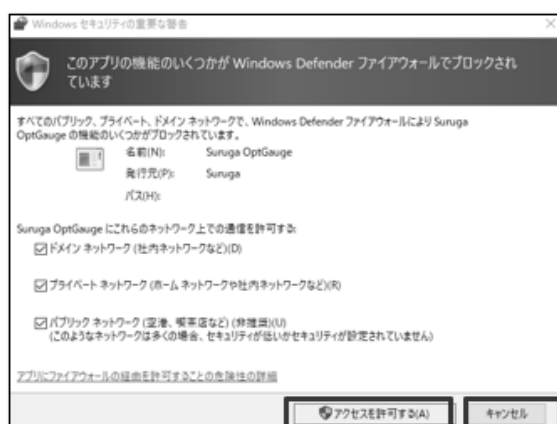 Windows セキュリティの重要な警告
このアプリの機能のいくつかが Windows Defender ファイアウォールでブロックされ
ています
すべてのパブリック、プライベート、ドメイン ネットワークで、Windows Defender ファイアウォールにより Suruga
OptGauge の機能のいくつかがブロックされています。
名前(N): Suruga OptGauge
発行元(P): Suruga
パス(H):
Suruga OptGauge にこれらのネットワーク上での通信を許可する:
ドメイン ネットワーク (社内ネットワークなど)(D)
プライベート ネットワーク (ホーム ネットワークや社内ネットワークなど)(R)
パブリック ネットワーク (空港、喫茶店など) (非推奨)(U)
(このようなネットワークは多くの場合、セキュリティが低いかセキュリティが設定されていません)
アプリにファイアウォールの経由を許可することの危険性の詳細
アクセスを許可する(A) キャンセル